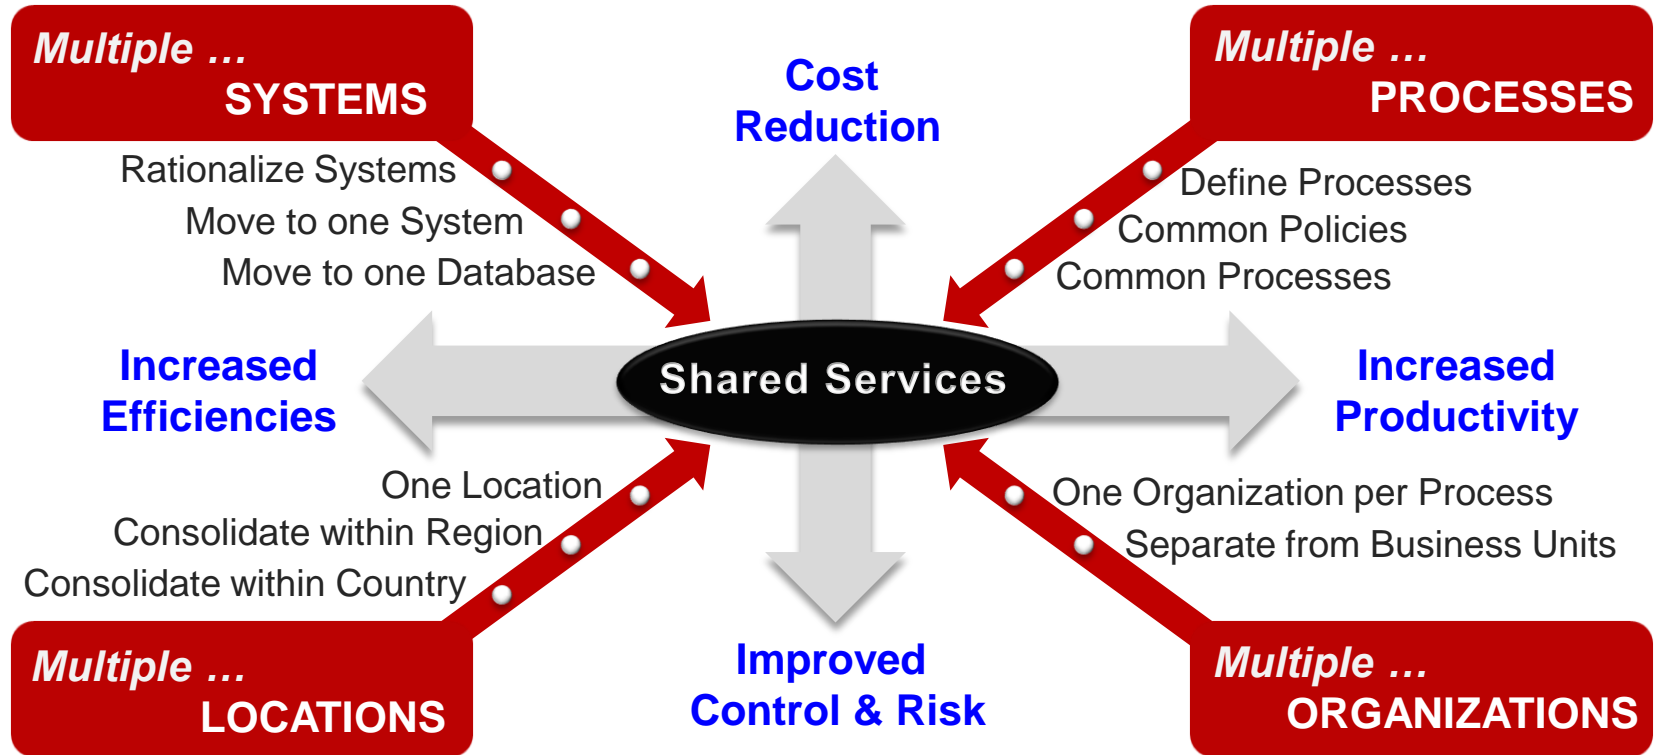 Multiple …
SYSTEMS
Rationalize Systems
Move to one System
Move to one Database
Cost
Reduction
Multiple …
PROCESSES
Define Processes
Common Policies
Common Processes
Increased
Efficiencies
Shared Services
Increased
Productivity
One Location
Consolidate within Region
Consolidate within Country
Multiple …
LOCATIONS
Improved
Control & Risk
One Organization per Process
Separate from Business Units
Multiple …
ORGANIZATIONS